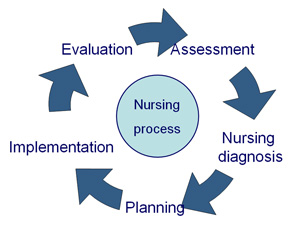 Evaluation
Assessment
Nursing
process
Nursing
diagnosis
Implementation
Planning